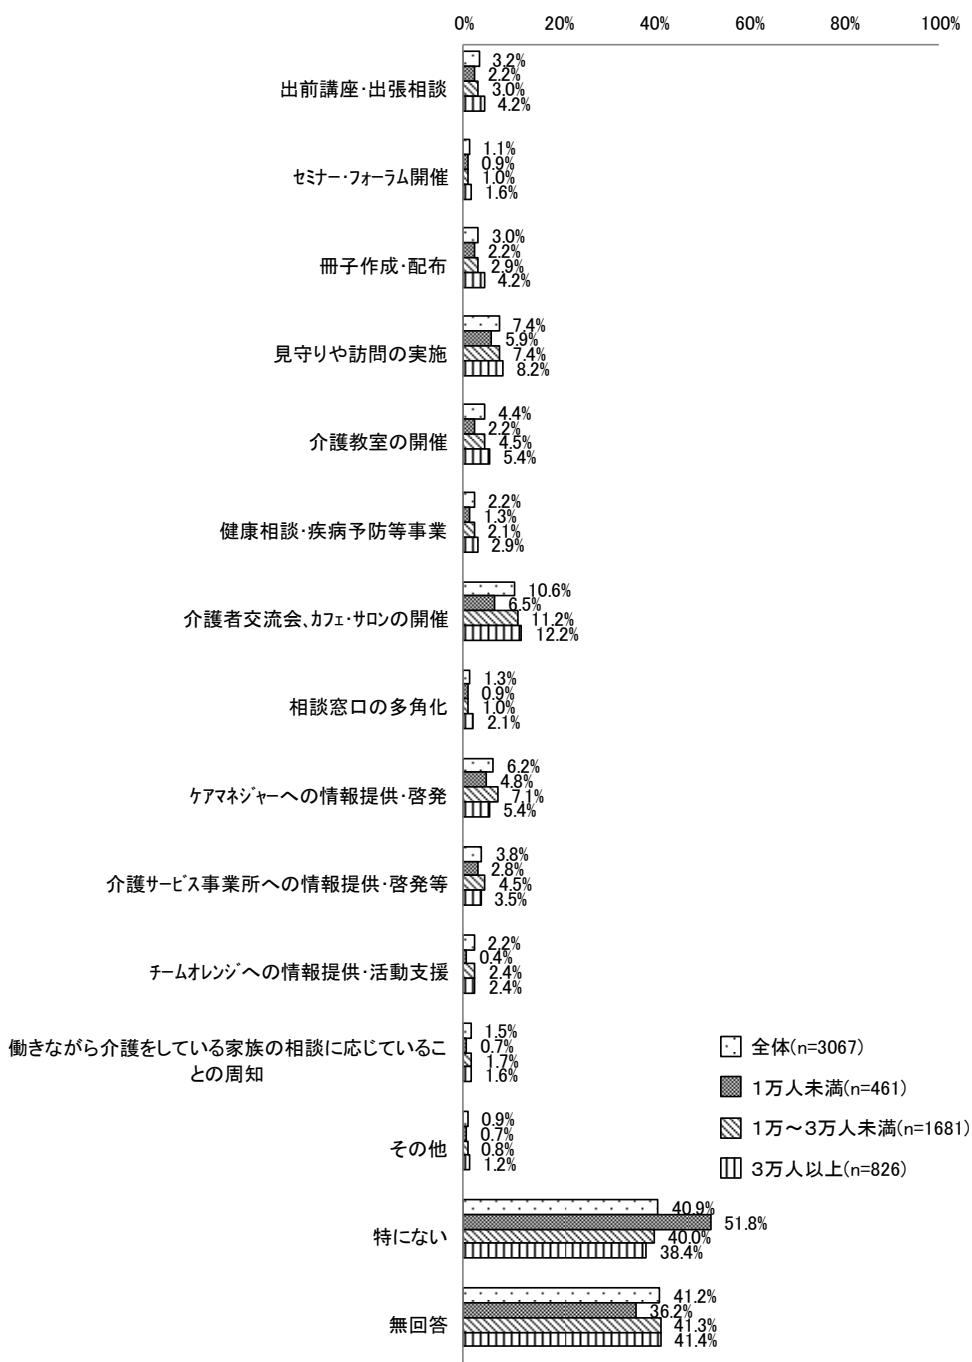 0% 20% 40% 60% 80% 100%
出前講座･出張相談
3.2%
2.2%
3.0%
4.2%
ｾﾐﾅｰ･ﾌｫｰﾗﾑ開催
1.1%
0.9%
1.0%
1.6%
冊子作成･配布
3.0%
2.2%
2.9%
4.2%
見守りや訪問の実施
7.4%
5.9%
7.4%
8.2%
介護教室の開催
4.4%
2.2%
4.5%
5.4%
健康相談･疾病予防等事業
2.2%
1.3%
2.1%
2.9%
介護者交流会､ｶﾌｪ･ｻﾛﾝの開催
10.6%
6.5%
11.2%
12.2%
相談窓口の多角化
1.3%
0.9%
1.0%
2.1%
ｹｱﾏﾈｼﾞｬｰへの情報提供･啓発
6.2%
4.8%
7.1%
5.4%
介護ｻｰﾋﾞｽ事業所への情報提供･啓発等
3.8%
2.8%
4.5%
3.5%
ﾁｰﾑｵﾚﾝｼﾞへの情報提供･活動支援
2.2%
0.4%
2.4%
2.4%
働きながら介護をしている家族の相談に応じているこ
との周知
1.5%
0.7%
1.7%
1.6%
その他
0.9%
0.7%
0.8%
1.2%
特にない
40.9%
51.8%
40.0%
38.4%
無回答
41.2%
36.2%
41.3%
41.4%
全体(n=3067)
１万人未満(n=461)
１万～３万人未満(n=1681)
３万人以上(n=826)